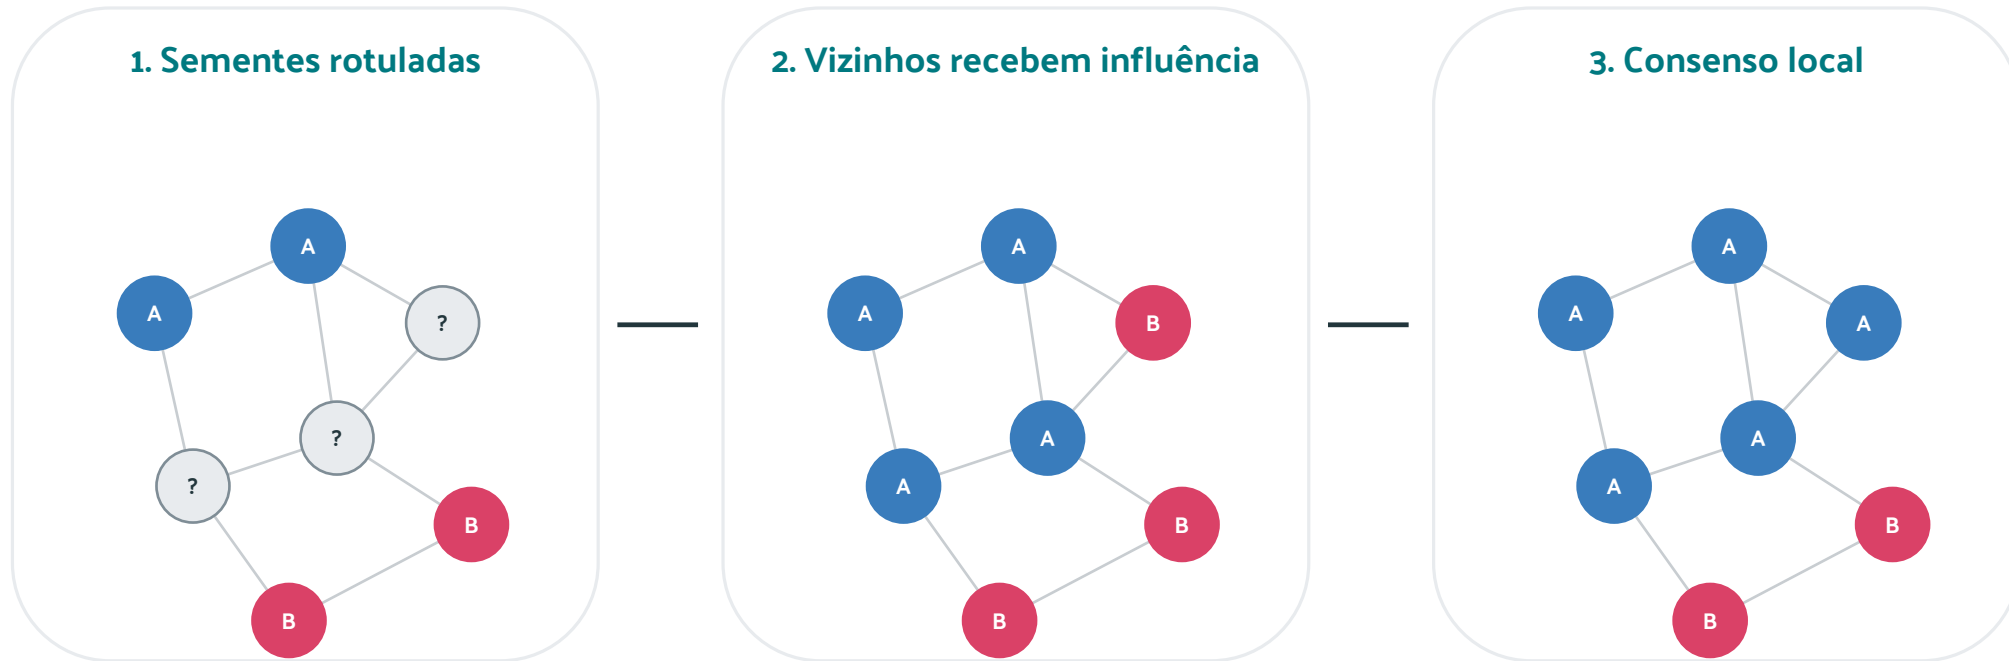 1. Sementes rotuladas
A
A
?
?
?
B
B
2. Vizinhos recebem influência
A
A
B
A
A
B
B
3. Consenso local
A
A
A
A
A
B
B